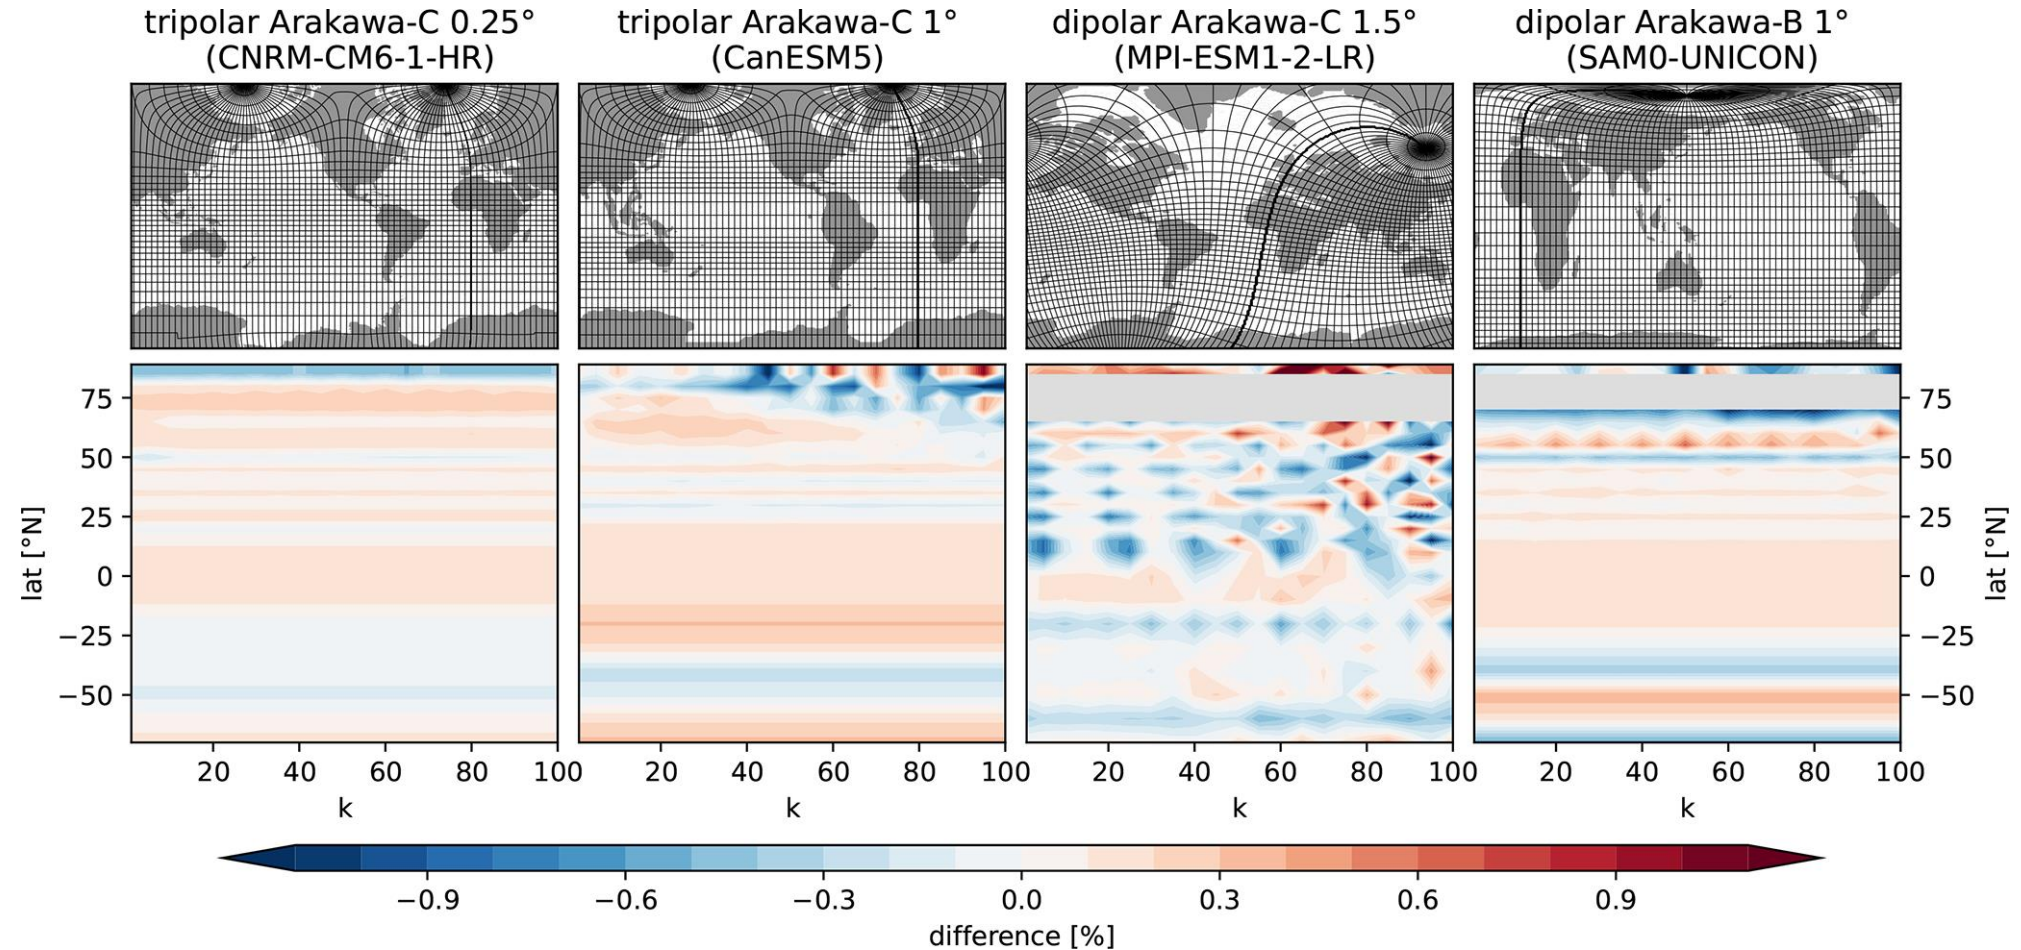 tripolar Arakawa-C 0.25°
(CNRM-CM6-1-HR)
tripolar Arakawa-C 1°
(CanESM5)
dipolar Arakawa-C 1.5°
(MPI-ESM1-2-LR)
dipolar Arakawa-B 1°
(SAM0-UNICON)
75
50
25
0
−25
−50
lat [°N]
75
50
25
0
−25
−50
lat [°N]
20 40 60 80 100
20 40 60 80 100
20 40 60 80 100
20 40 60 80 100
k
k
k
k
−0.9 −0.6 −0.3 0.0 0.3 0.6 0.9
difference [%]